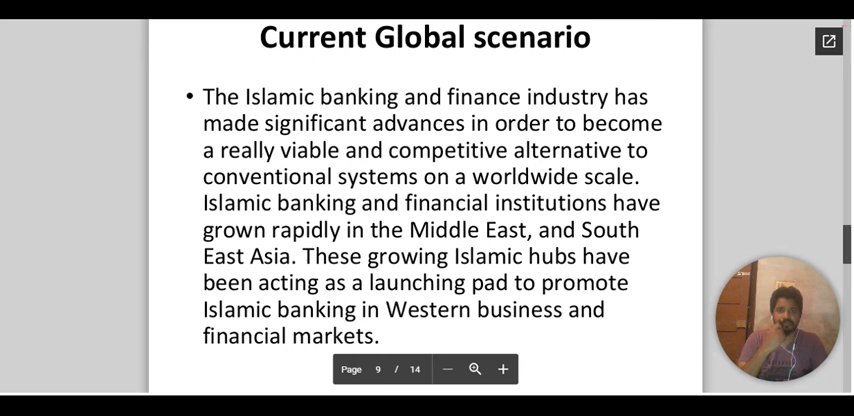 Current Global scenario
• The Islamic banking and finance industry has
made significant advances in order to become
a really viable and competitive alternative to
conventional systems on a worldwide scale.
Islamic banking and financial institutions have
grown rapidly in the Middle East, and South
East Asia. These growing Islamic hubs have
been acting as a launching pad to promote
Islamic banking in Western business and
financial markets.
Page 9 / 14